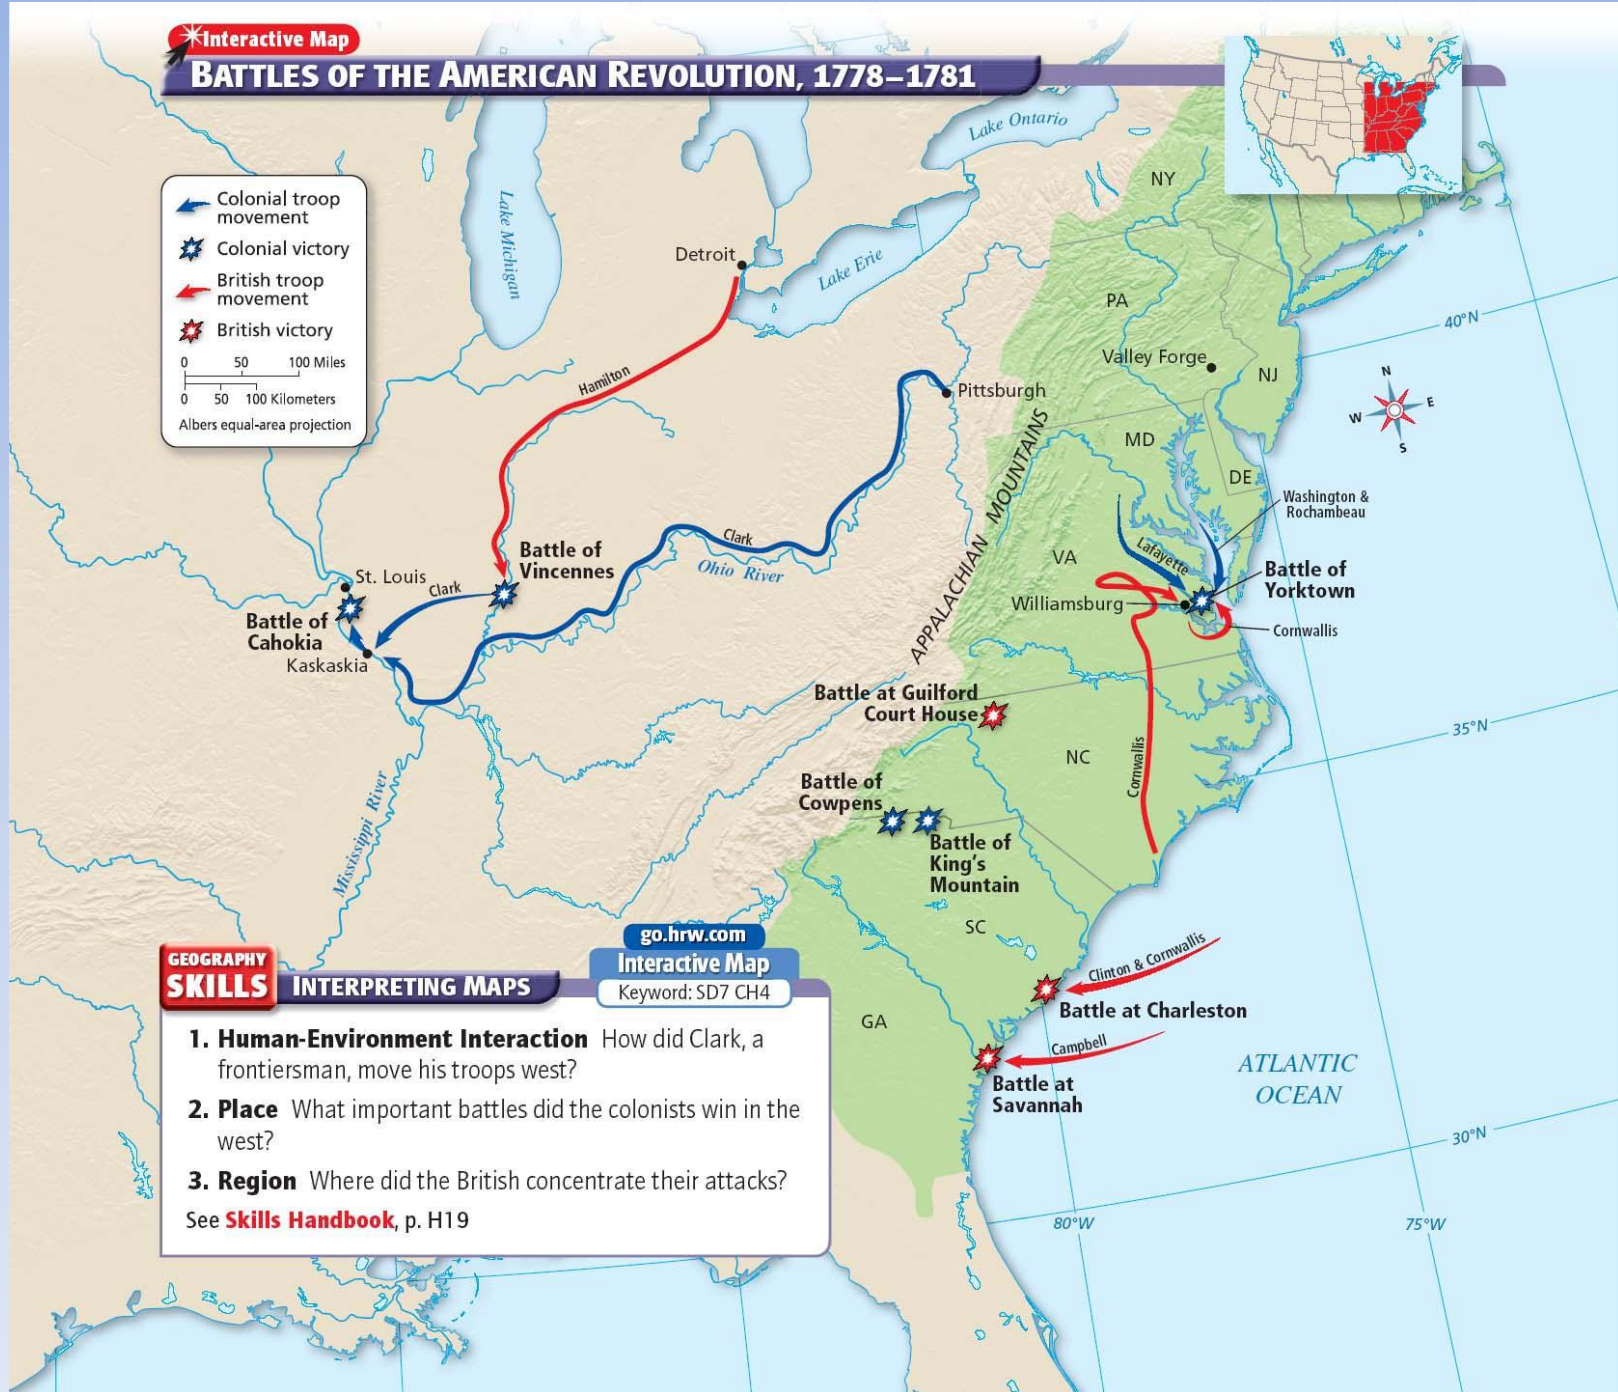 Interactive Map
BATTLES OF THE AMERICAN REVOLUTION, 1778–1781
Colonial troop
movement
Colonial victory
British troop
movement
British victory
0 50 100 Miles
0 50 100 Kilometers
Albers equal-area projection
Lake Michigan
Lake Ontario
Lake Erie
Detroit
NY
PA
Valley Forge
NJ
40°N
N
W E
S
Hamilton
Pittsburgh
MD
DE
APPALACHIAN MOUNTAINS
Washington &
Rochambeau
Clark
Ohio River
Battle of
Vincennes
VA
Lafayette
Battle of
Yorktown
St. Louis
Clark
Battle of
Cahokia
Kaskaskia
Williamsburg
Cornwallis
Battle at Guilford
Court House
35°N
NC
Cornwallis
Battle of
Cowpens
Battle of
King's
Mountain
Mississippi River
SC
Clinton & Cornwallis
Battle at Charleston
GA
Campbell
Battle at
Savannah
ATLANTIC
OCEAN
30°N
80°W
75°W
go.hrw.com
Interactive Map
Keyword: SD7 CH4
GEOGRAPHY
SKILLS INTERPRETING MAPS
1. Human-Environment Interaction How did Clark, a
frontiersman, move his troops west?
2. Place What important battles did the colonists win in the
west?
3. Region Where did the British concentrate their attacks?
See Skills Handbook, p. H19